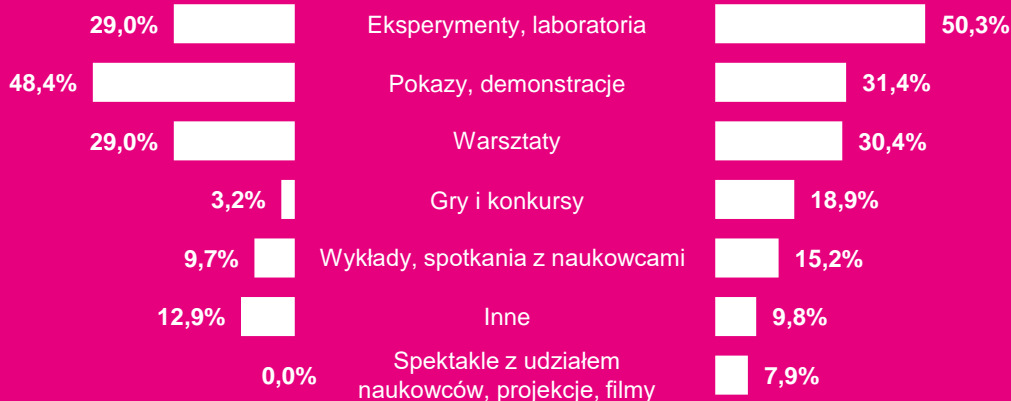 29,0% Eksperymenty, laboratoria 50,3%
48,4% Pokazy, demonstracje 31,4%
29,0% Warsztaty 30,4%
3,2% Gry i konkursy 18,9%
9,7% Wykłady, spotkania z naukowcami 15,2%
12,9% Inne 9,8%
0,0% Spektakle z udziałem
naukowców, projekcje, filmy 7,9%